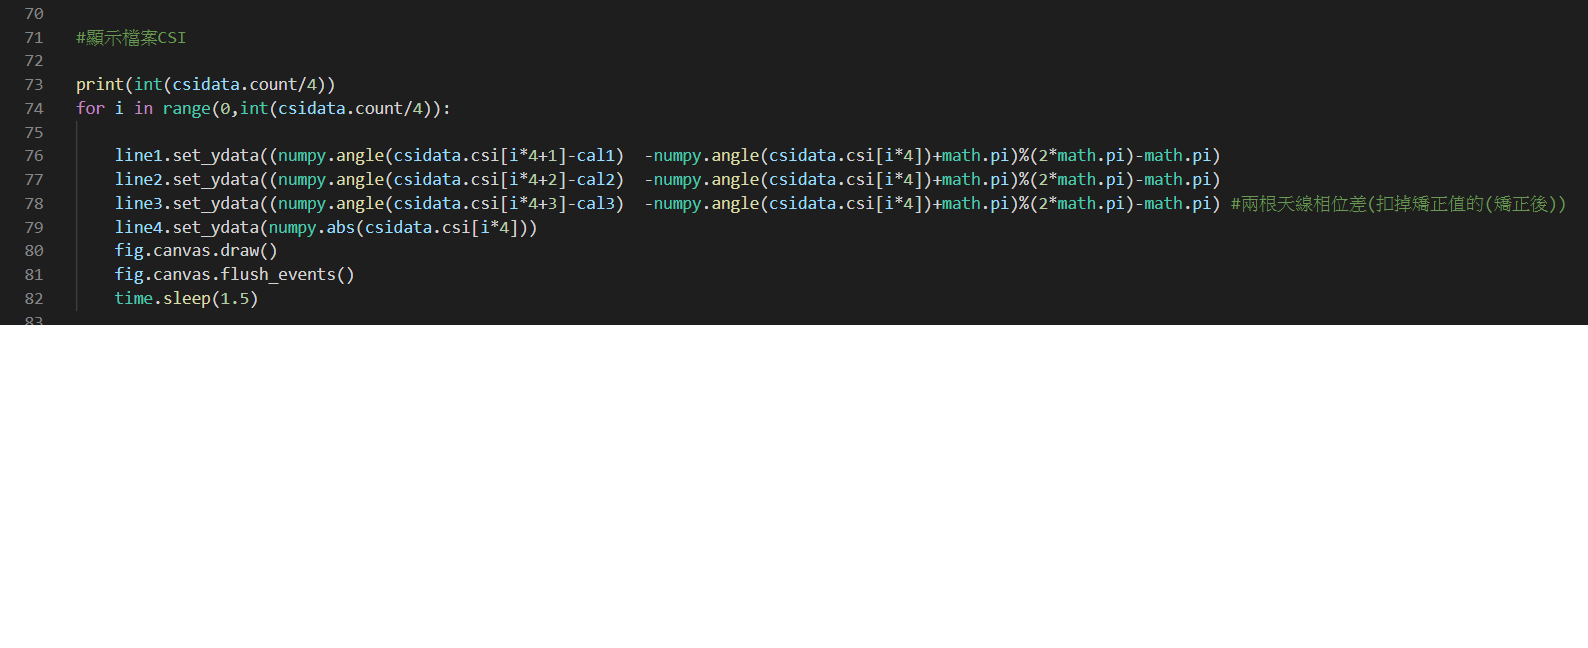 70
71 #顯示檔案CSI
72
73 print(int(csidata.count/4))
74 for i in range(0,int(csidata.count/4)):
75
76 line1.set_ydata((numpy.angle(csidata.csi[i*4+1]-cal1)  -numpy.angle(csidata.csi[i*4])+math.pi)%(2*math.pi)-math.pi)
77 line2.set_ydata((numpy.angle(csidata.csi[i*4+2]-cal2)  -numpy.angle(csidata.csi[i*4])+math.pi)%(2*math.pi)-math.pi)
78 line3.set_ydata((numpy.angle(csidata.csi[i*4+3]-cal3)  -numpy.angle(csidata.csi[i*4])+math.pi)%(2*math.pi)-math.pi) #兩根天線相位差(扣掉矯正值的(矯正後))
79 line4.set_ydata(numpy.abs(csidata.csi[i*4]))
80 fig.canvas.draw()
81 fig.canvas.flush_events()
82 time.sleep(1.5)
83